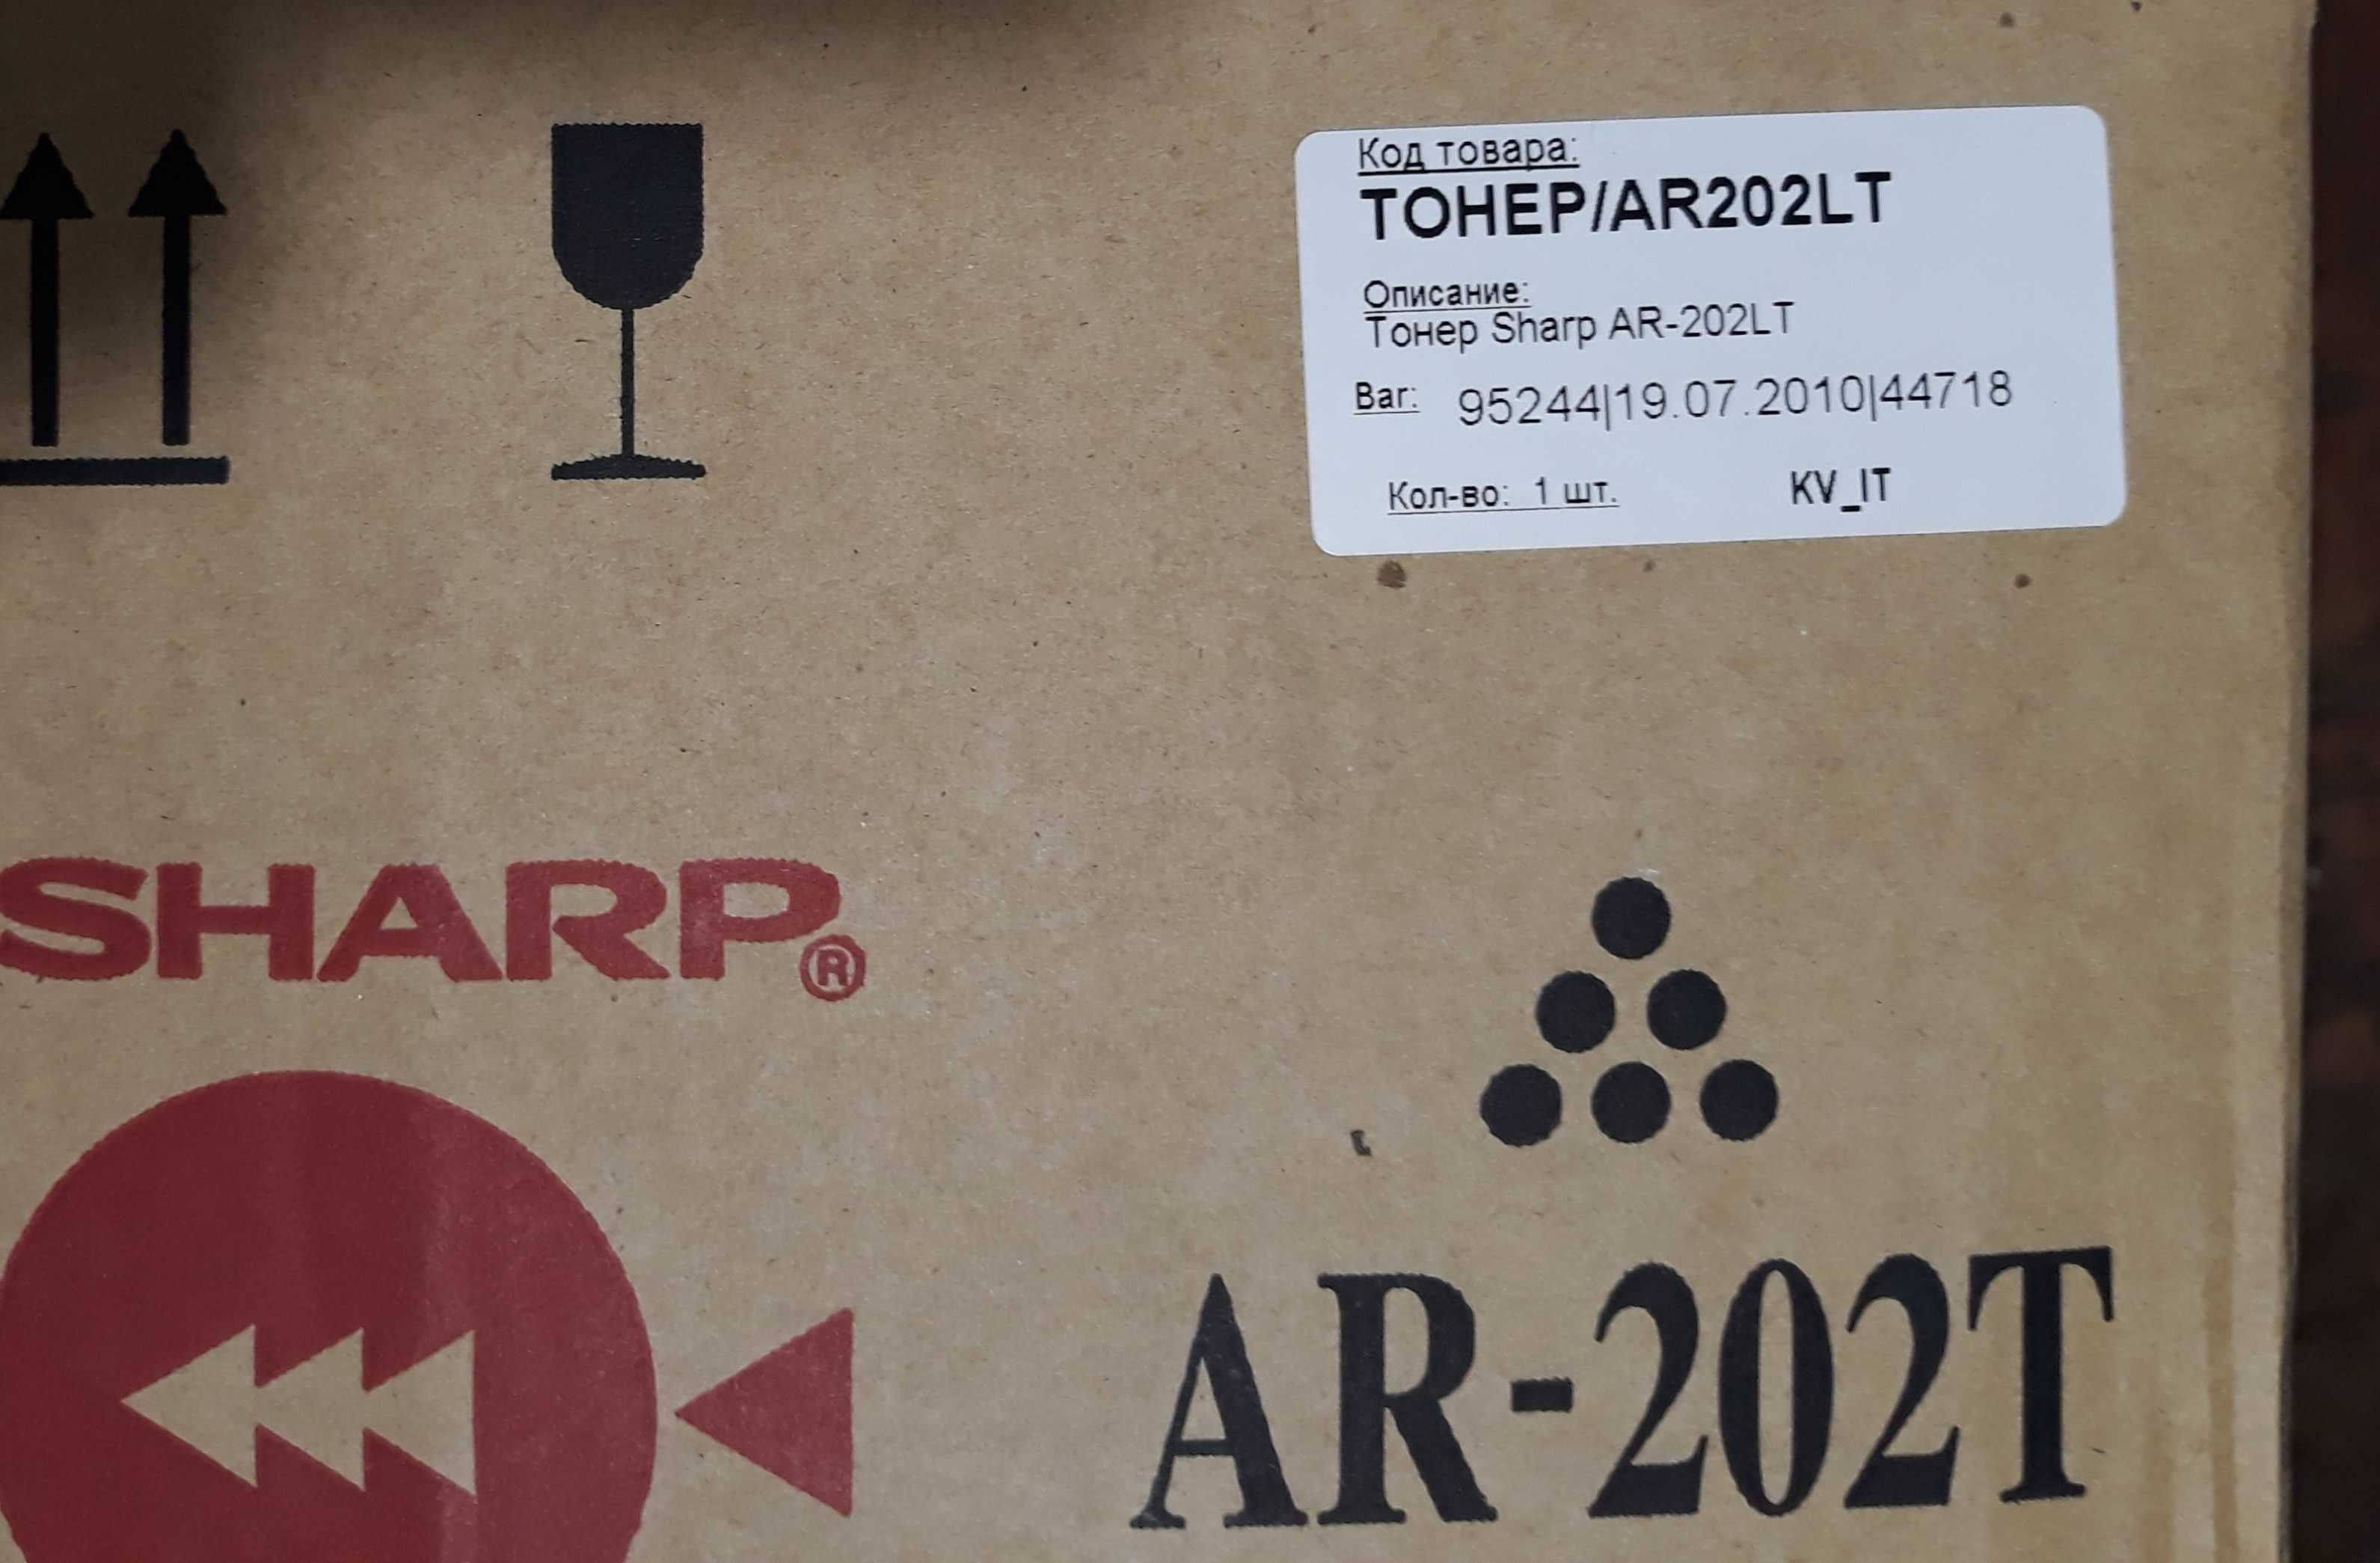 Код товара:
ТОНЕР/AR202LT
Описание:
Тонер Sharp AR-202LT
Bar: 95244|19.07.2010|44718
Кол-во: 1 шт. KV_IT
SHARP®
AR-202T